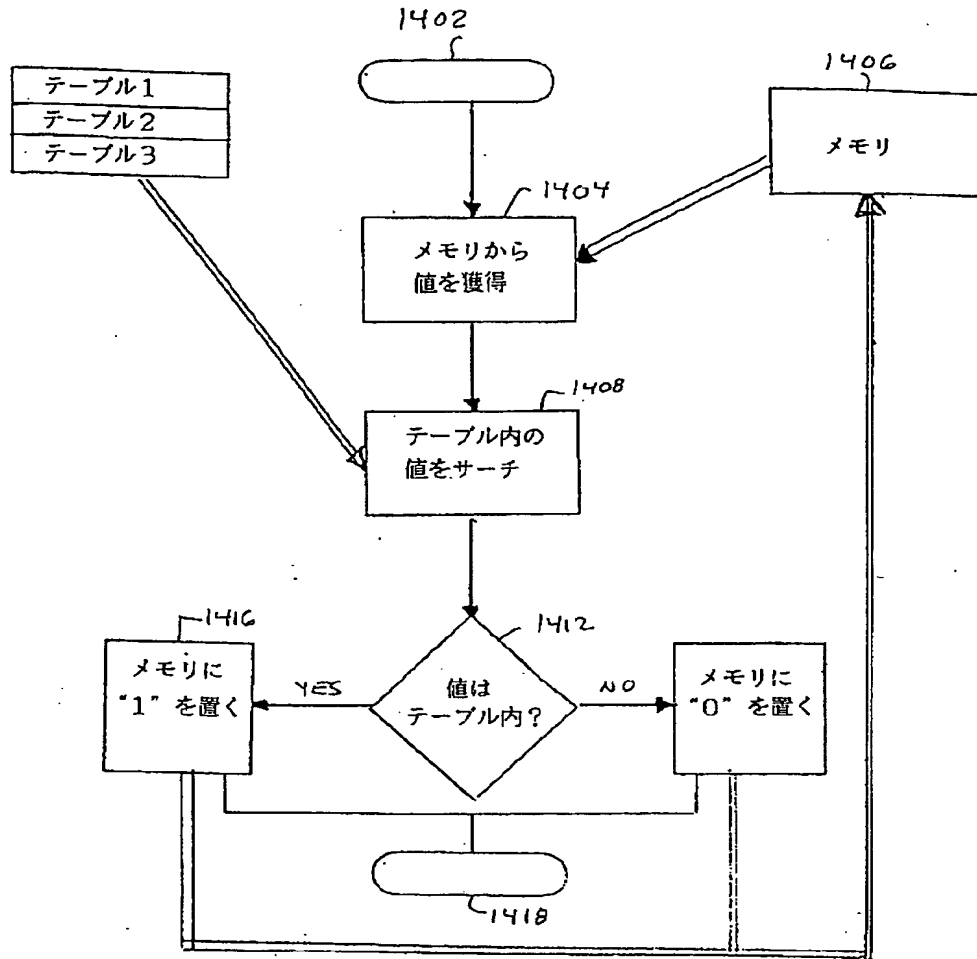 1402
テーブル1
テーブル2
テーブル3
1406
メモリ
1404
メモリから
値を獲得
1408
テーブル内の
値をサーチ
1416
メモリに
“1” を置く
YES
1412
値は
テーブル内?
NO
メモリに
“0” を置く
1418